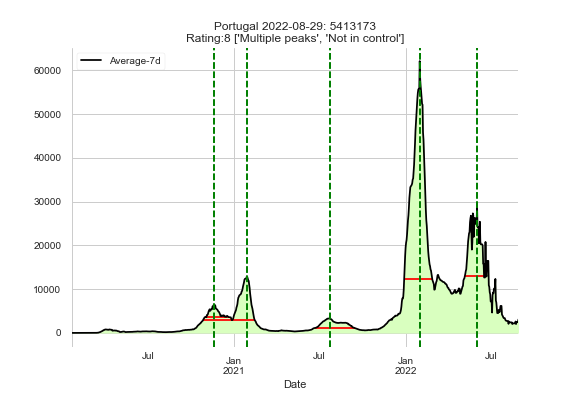 Portugal 2022-08-29: 5413173
Rating:8 ['Multiple peaks', 'Not in control']
Average-7d
60000
50000
40000
30000
20000
10000
0
Jul
Jan
2021
Jul
Jan
2022
Jul
Date